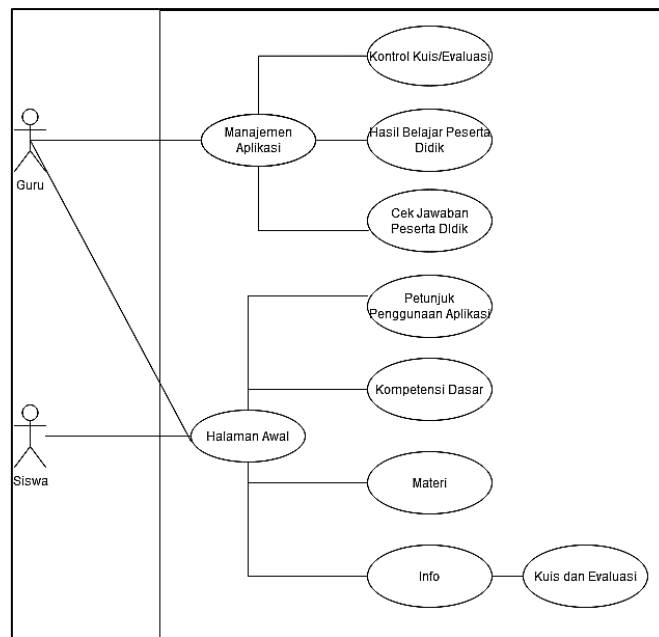 Kontrol Kuis/Evaluasi
Guru
Manajemen
Aplikasi
Hasil Belajar Peserta
Didik
Cek Jawaban
Peserta DIdik
Petunjuk
Penggunaan Aplikasi
Kompetensi Dasar
Siswa
Halaman Awal
Materi
Info
Kuis dan Evaluasi